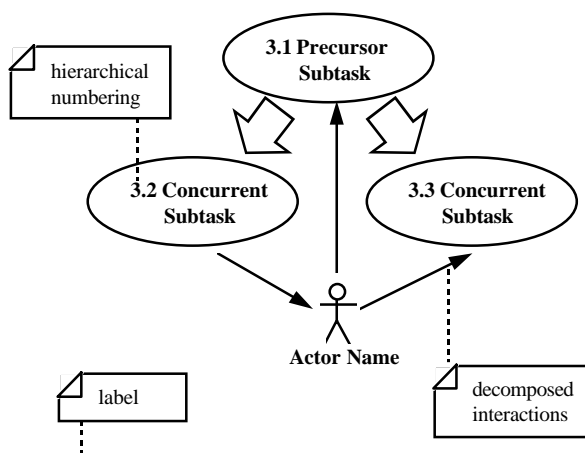 3.1 Precursor
Subtask
hierarchical
numbering
3.2 Concurrent
Subtask
3.3 Concurrent
Subtask
Actor Name
label
decomposed
interactions